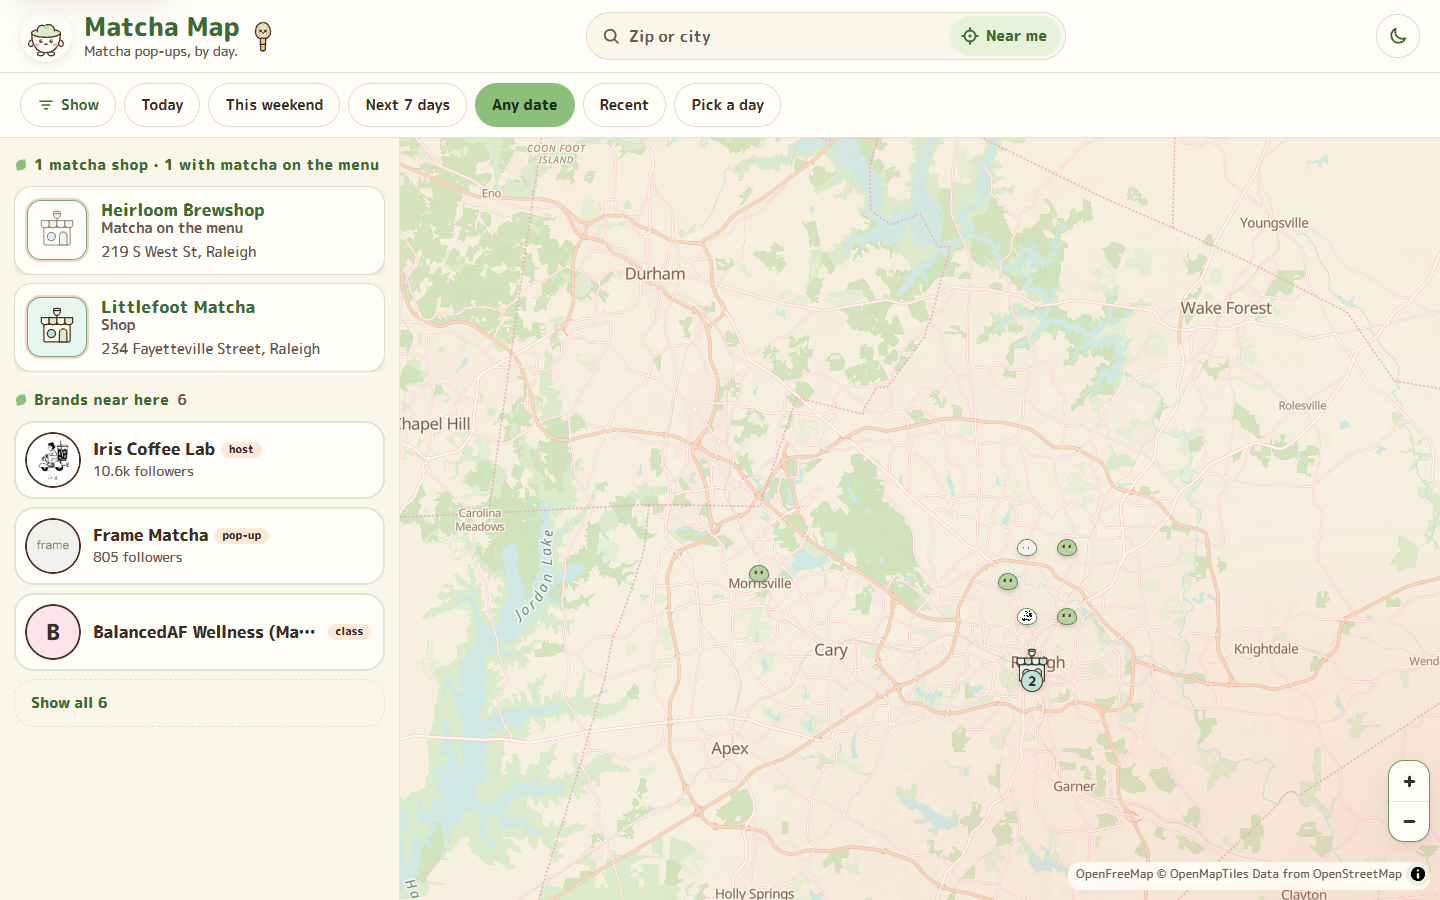 Matcha Map
Matcha pop-ups, by day.
Zip or city
Near me
Show
Today
This weekend
Next 7 days
Any date
Recent
Pick a day
1 matcha shop · 1 with matcha on the menu
Heirloom Brewshop
Matcha on the menu
219 S West St, Raleigh
Littlefoot Matcha
Shop
234 Fayetteville Street, Raleigh
Brands near here 6
Iris Coffee Lab host
10.6k followers
frame
Frame Matcha pop-up
805 followers
B
BalancedAF Wellness (Ma··· class
Show all 6
COON FOOT
ISLAND
Eno
Durham
Youngsville
Wake Forest
Rolesville
Chapel Hill
Carolina
Meadows
Jordan Lake
Morrisville
Cary
2
Knightdale
Wend
Apex
Garner
Holly Springs
Clayton
Ha
+
−
OpenFreeMap © OpenMapTiles Data from OpenStreetMap